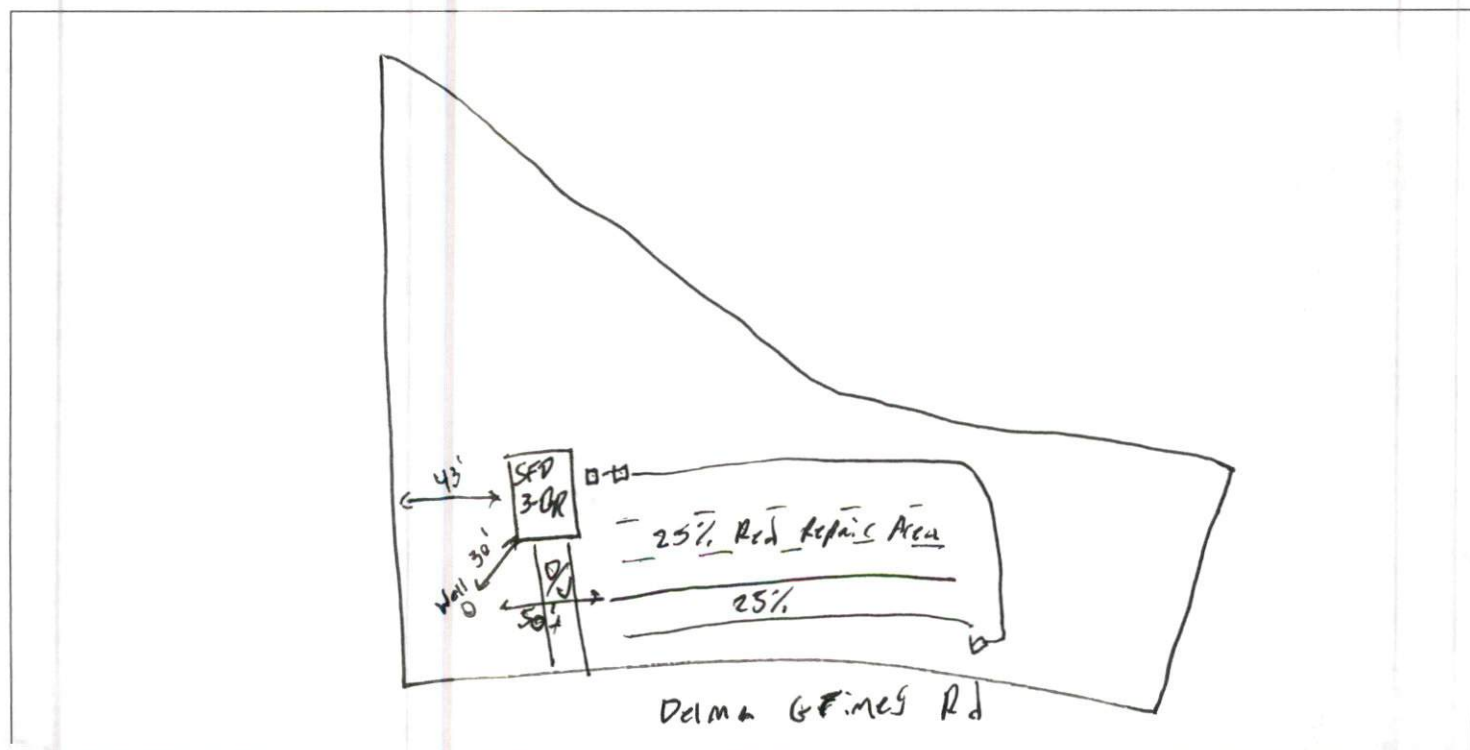 43'
SFD
3-BR
25% Red Repair Area
30'
Well
D/W
50'+
25%
Delma Grimes Rd